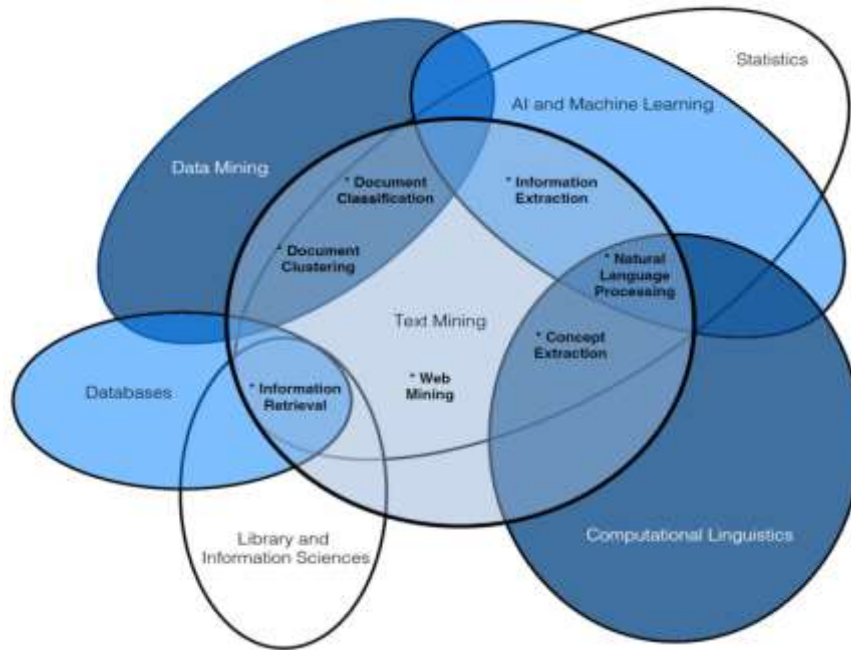 Statistics
AI and Machine Learning
Data Mining
* Document
Classification
* Information
Extraction
* Document
Clustering
* Natural
Language
Processing
Text Mining
* Concept
Extraction
Databases
* Information
Retrieval
* Web
Mining
Library and
Information Sciences
Computational Linguistics